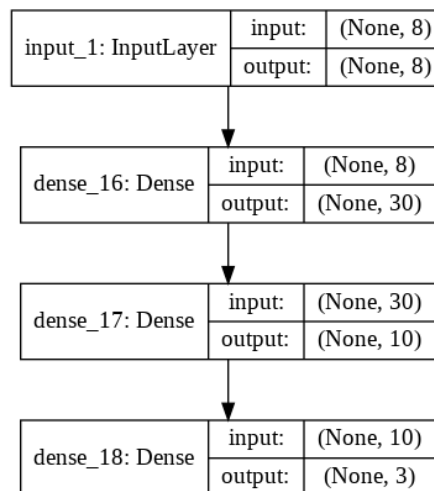 input_1: InputLayer
input: (None, 8)
output: (None, 8)
dense_16: Dense
input: (None, 8)
output: (None, 30)
dense_17: Dense
input: (None, 30)
output: (None, 10)
dense_18: Dense
input: (None, 10)
output: (None, 3)